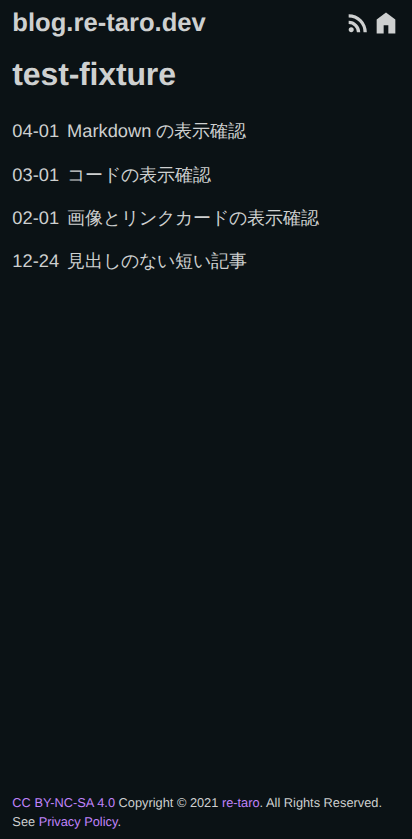 blog.re-taro.dev
test-fixture
04-01 Markdown の表示確認
03-01 コードの表示確認
02-01 画像とリンクカードの表示確認
12-24 見出しのない短い記事
CC BY-NC-SA 4.0 Copyright © 2021 re-taro. All Rights Reserved.
See Privacy Policy.